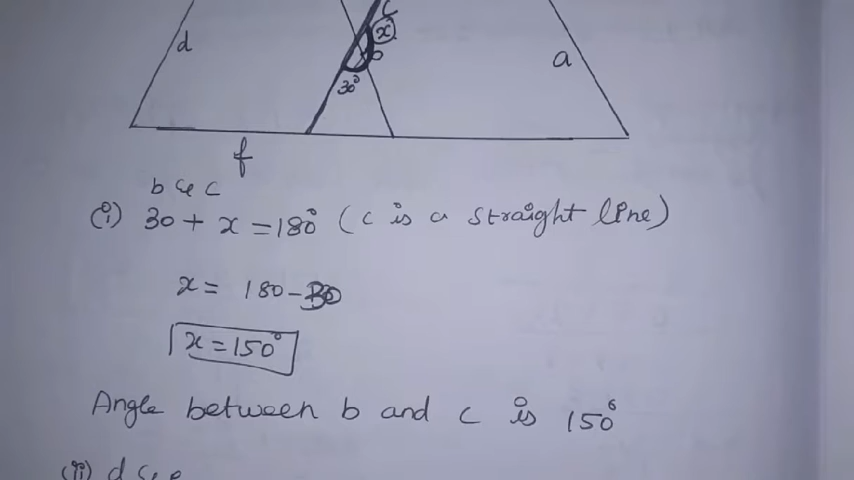 c
x
d
b
a
30°
f
b & c
(i) 30 + x = 180° (c is a straight line)
x = 180 - 30
x = 150°
Angle between b and c is 150°
(ii) d & e